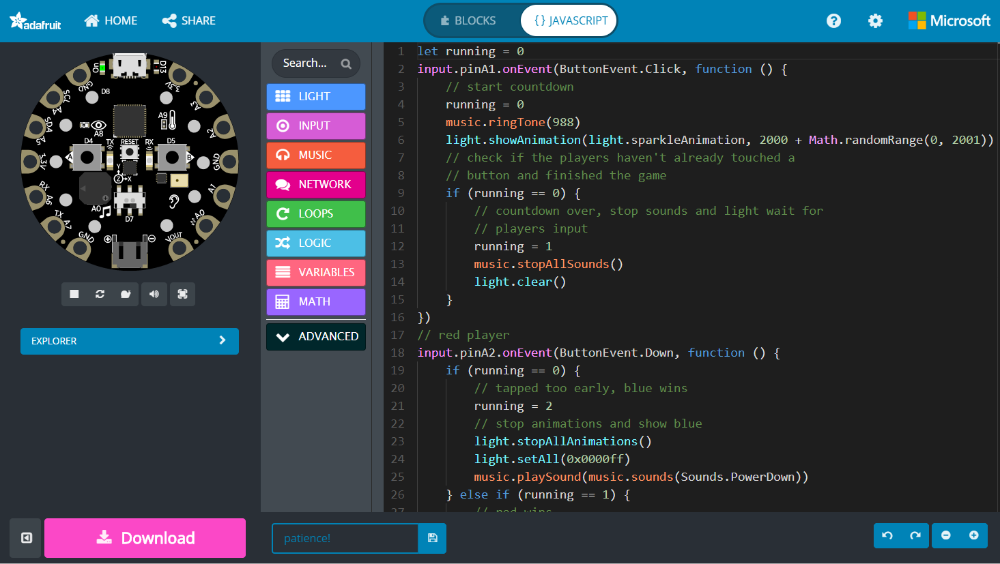 adafruit
HOME
SHARE
BLOCKS
{ } JAVASCRIPT
?
Microsoft
On
D13
GND
D8
3.3V
SCL
A4
A3
SDA
A5
A8
A9
A2
D4
TX
RESET
RX
D5
A
B
3.3V
GND
Y
Z
X
RX
A6
A1
A0
D7
TX
A7
A0
GND
VOUT
EXPLORER
Download
Search...
LIGHT
INPUT
MUSIC
NETWORK
LOOPS
LOGIC
VARIABLES
MATH
ADVANCED
1 let running = 0
2 input.pinA1.onEvent(ButtonEvent.Click, function () {
3 // start countdown
4 running = 0
5 music.ringTone(988)
6 light.showAnimation(light.sparkleAnimation, 2000 + Math.randomRange(0, 2001))
7 // check if the players haven't already touched a
8 // button and finished the game
9 if (running == 0) {
10 // countdown over, stop sounds and light wait for
11 // players input
12 running = 1
13 music.stopAllSounds()
14 light.clear()
15 }
16 })
17 // red player
18 input.pinA2.onEvent(ButtonEvent.Down, function () {
19 if (running == 0) {
20 // tapped too early, blue wins
21 running = 2
22 // stop animations and show blue
23 light.stopAllAnimations()
24 light.setAll(0x0000ff)
25 music.playSound(music.sounds(Sounds.PowerDown))
26 } else if (running == 1) {
27 // red wins
patience!